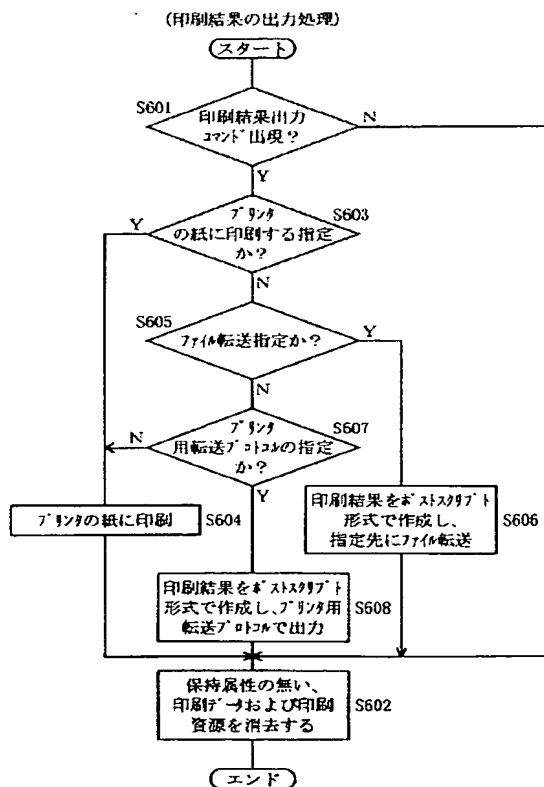 (印刷結果の出力処理)
スタート
S601
印刷結果出力
コマンド出現?
N
Y
S603
プリンタ
の紙に印刷する指定
か?
Y
N
S605
ファイル転送指定か?
Y
N
S607
プリンタ
用転送プロトコルの指定
か?
N
Y
プリンタの紙に印刷
S604
印刷結果をポストスクリプト
形式で作成し、
指定先にファイル転送
S606
印刷結果をポストスクリプト
形式で作成し、プリンタ用
転送プロトコルで出力
S608
保持属性の無い、
印刷データおよび印刷
資源を消去する
S602
エンド